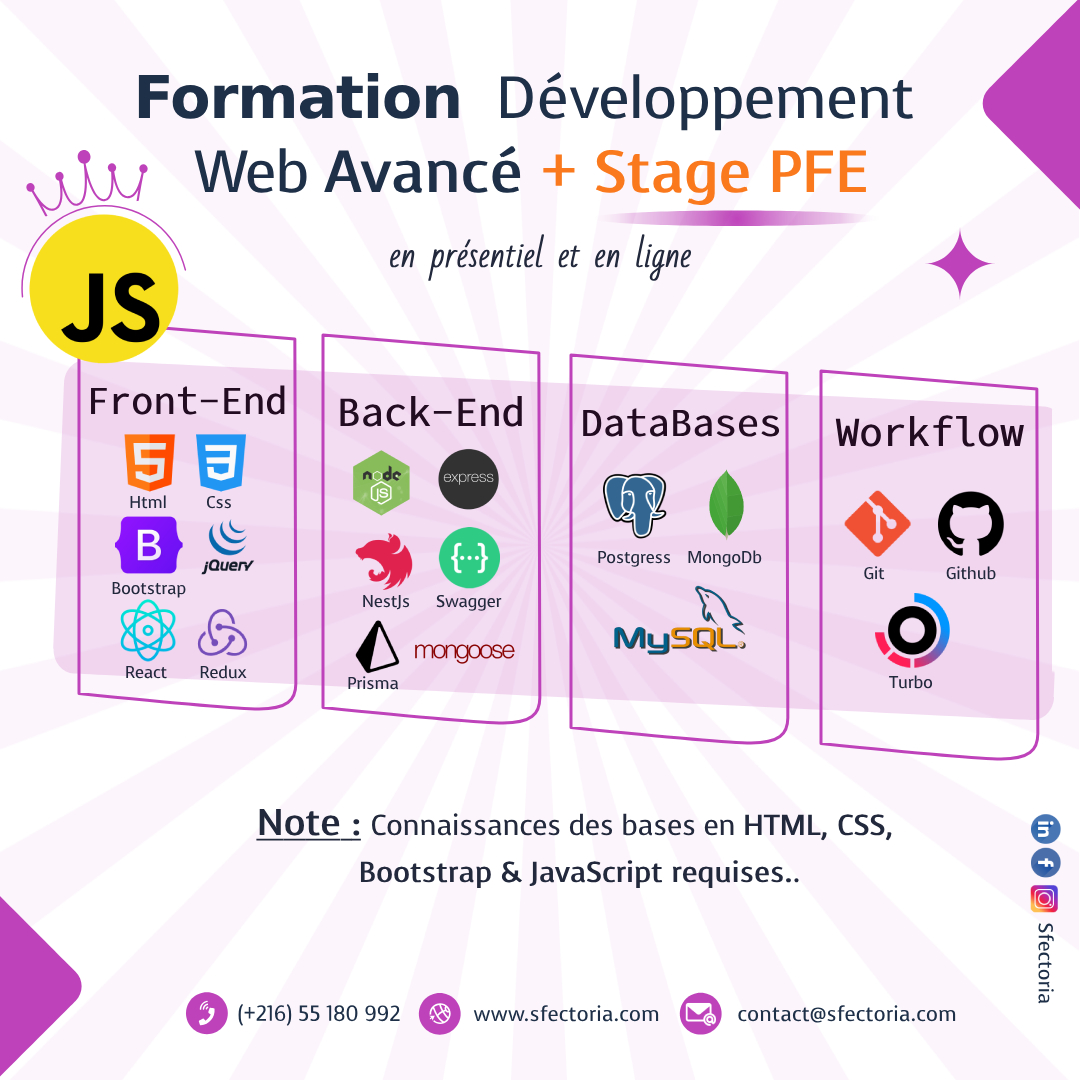 Formation Développement
Web Avancé + Stage PFE
en présentiel et en ligne
JS
Front-End
Html Css
B
jQuery
Bootstrap
React Redux
Back-End
node
JS
express
NestJs Swagger
mongoose
Prisma
DataBases
Postgress MongoDb
MySQL
Workflow
Git Github
Turbo
Note : Connaissances des bases en HTML, CSS,
Bootstrap & JavaScript requises..
in
f
Sfectoria
(+216) 55 180 992 www.sfectoria.com contact@sfectoria.com